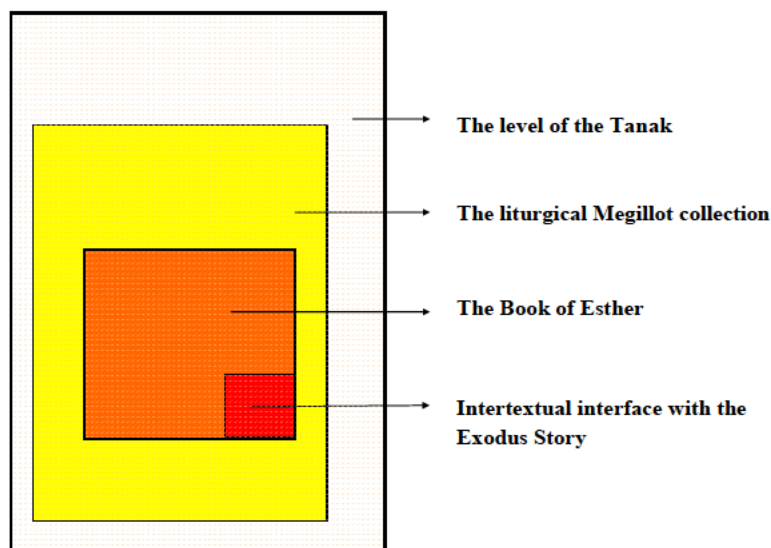 The level of the Tanak
The liturgical Megillot collection
The Book of Esther
Intertextual interface with the
Exodus Story